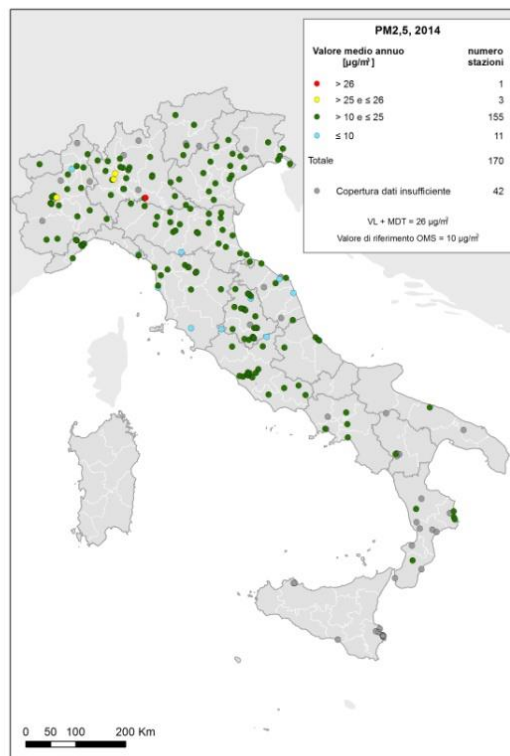 PM2,5, 2014
Valore medio annuo numero
[µg/m³] stazioni
> 26 1
> 25 e ≤ 26 3
> 10 e ≤ 25 155
≤ 10 11
Totale 170
Copertura dati insufficiente 42
VL + MDT = 26 µg/m³
Valore di riferimento OMS = 10 µg/m³
0 50 100 200 Km